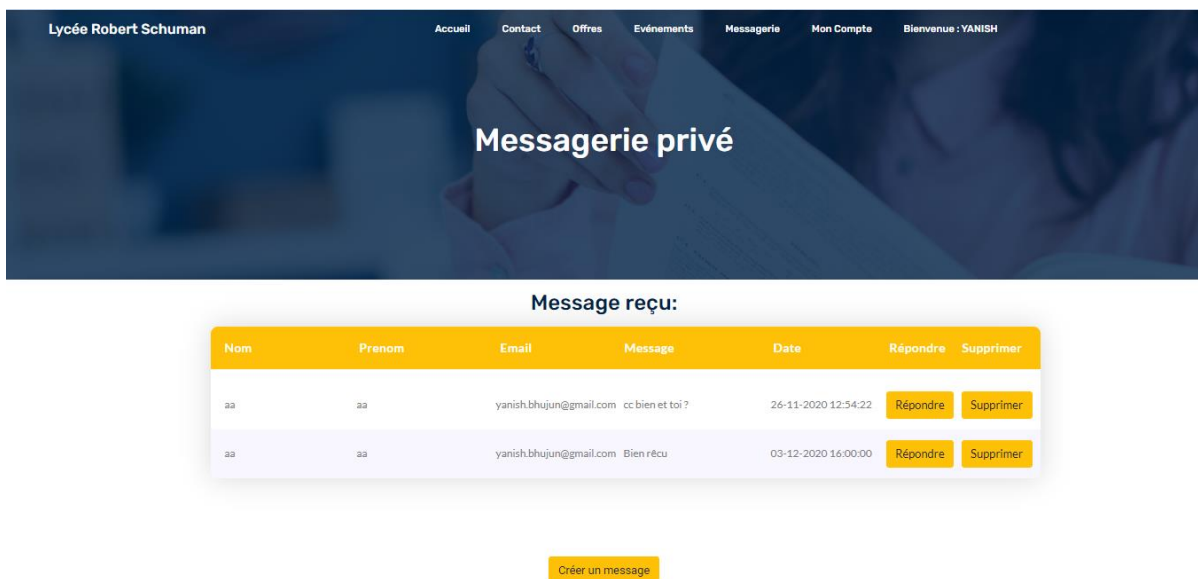 Lycée Robert Schuman Accueil Contact Offres Evénements Messagerie Mon Compte Bienvenue : YANISH
Messagerie privé
Message reçu:
Nom Prenom Email Message Date Répondre Supprimer
aa aa yanish.bhujun@gmail.com cc bien et toi ? 26-11-2020 12:54:22 Répondre Supprimer
aa aa yanish.bhujun@gmail.com Bien rêcu 03-12-2020 16:00:00 Répondre Supprimer
Créer un message